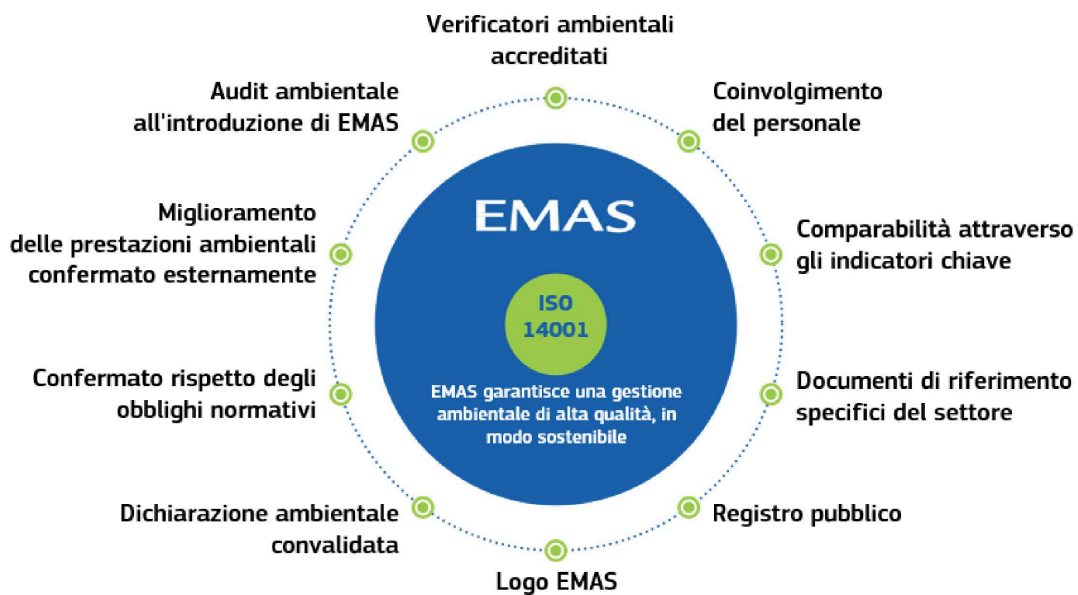 Verificatori ambientali
accreditati
Audit ambientale
all'introduzione di EMAS
Coinvolgimento
del personale
Miglioramento
delle prestazioni ambientali
confermato esternamente
EMAS
Comparabilità attraverso
gli indicatori chiave
ISO
14001
EMAS garantisce una gestione
ambientale di alta qualità, in
modo sostenibile
Confermato rispetto degli
obblighi normativi
Documenti di riferimento
specifici del settore
Dichiarazione ambientale
convalidata
Registro pubblico
Logo EMAS